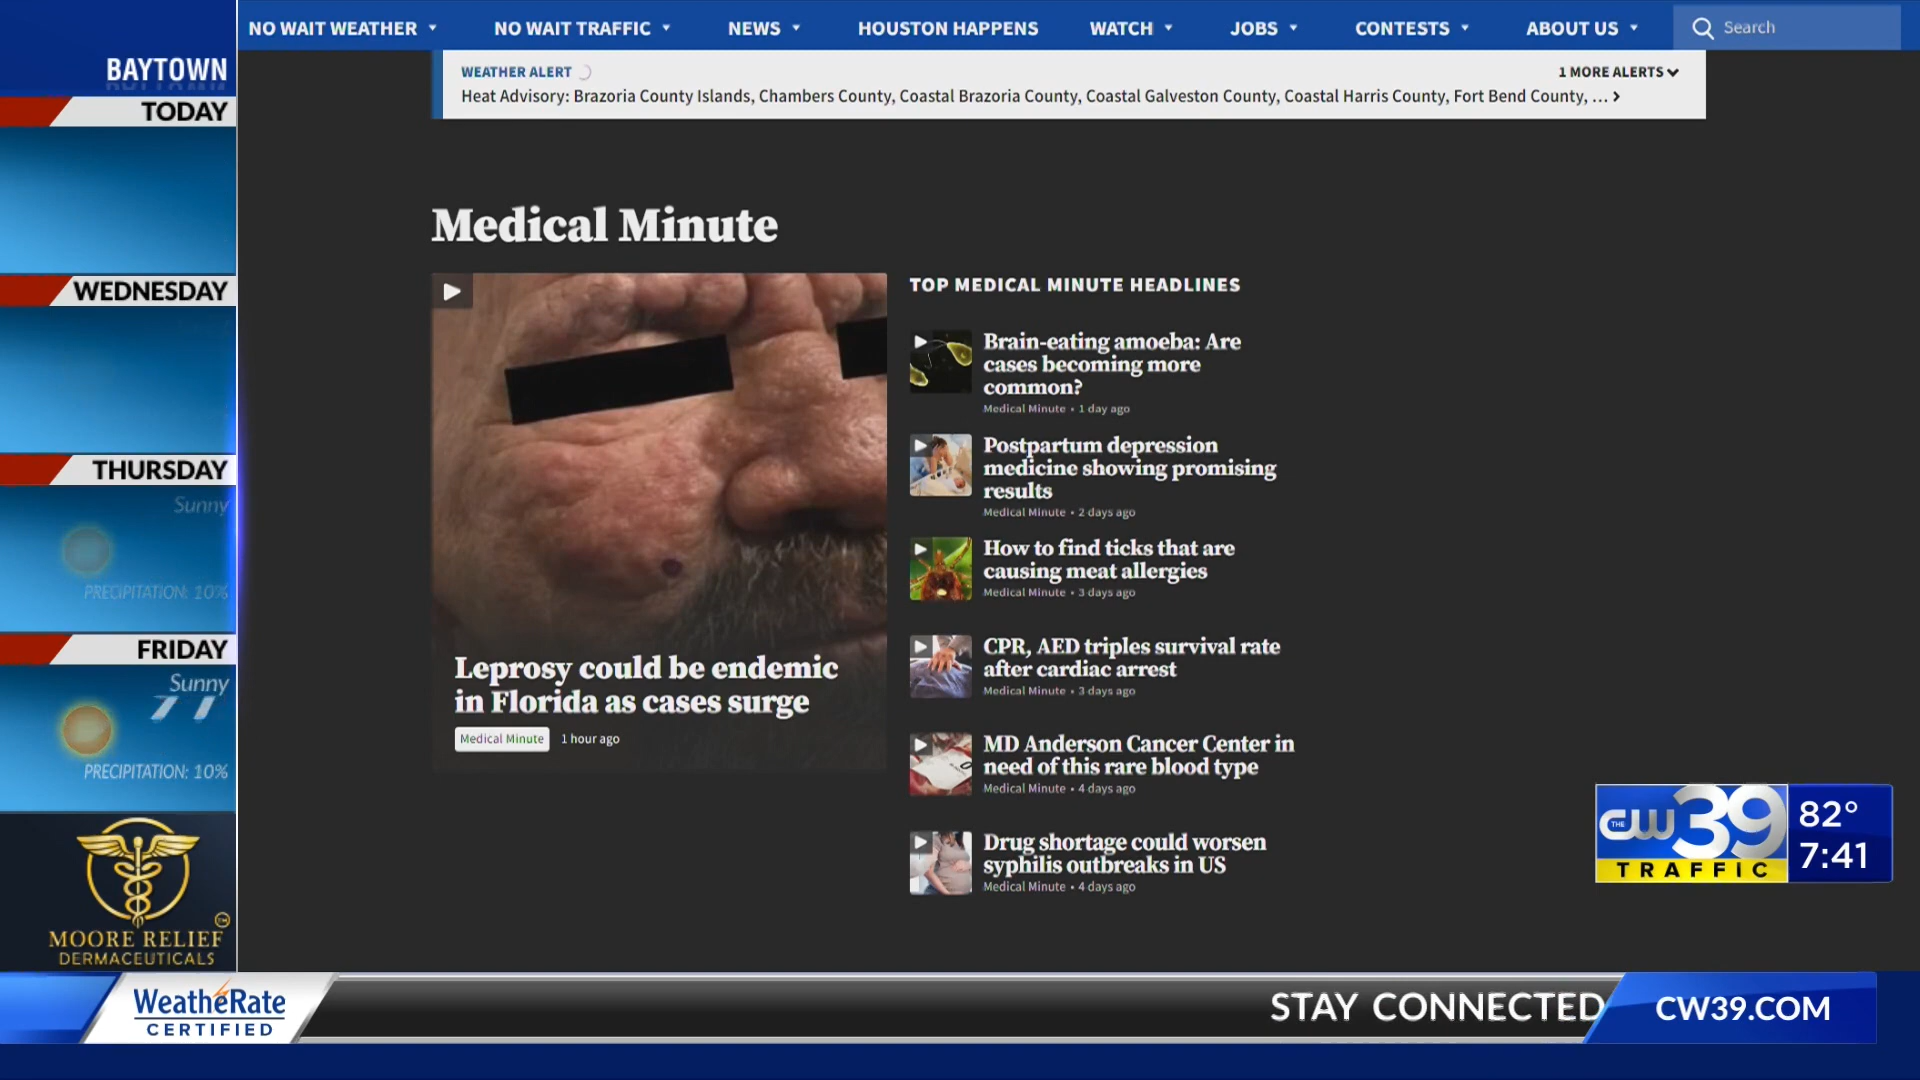 NO WAIT WEATHER
NO WAIT TRAFFIC
NEWS
HOUSTON HAPPENS
WATCH
JOBS
CONTESTS
ABOUT US
Search
BAYTOWN
TODAY
WEDNESDAY
THURSDAY
Sunny
PRECIPITATION: 10%
FRIDAY
Sunny
PRECIPITATION: 10%
MOORE RELIEF
DERMACEUTICALS
WEATHER ALERT
1 MORE ALERTS
Heat Advisory: Brazoria County Islands, Chambers County, Coastal Brazoria County, Coastal Galveston County, Coastal Harris County, Fort Bend County, …
Medical Minute
Leprosy could be endemic
in Florida as cases surge
Medical Minute 1 hour ago
TOP MEDICAL MINUTE HEADLINES
Brain-eating amoeba: Are
cases becoming more
common?
Medical Minute • 1 day ago
Postpartum depression
medicine showing promising
results
Medical Minute • 2 days ago
How to find ticks that are
causing meat allergies
Medical Minute • 3 days ago
CPR, AED triples survival rate
after cardiac arrest
Medical Minute • 3 days ago
MD Anderson Cancer Center in
need of this rare blood type
Medical Minute • 4 days ago
Drug shortage could worsen
syphilis outbreaks in US
Medical Minute • 4 days ago
THE CW 39
TRAFFIC
82°
7:41
WeatheRate
CERTIFIED
STAY CONNECTED
CW39.COM